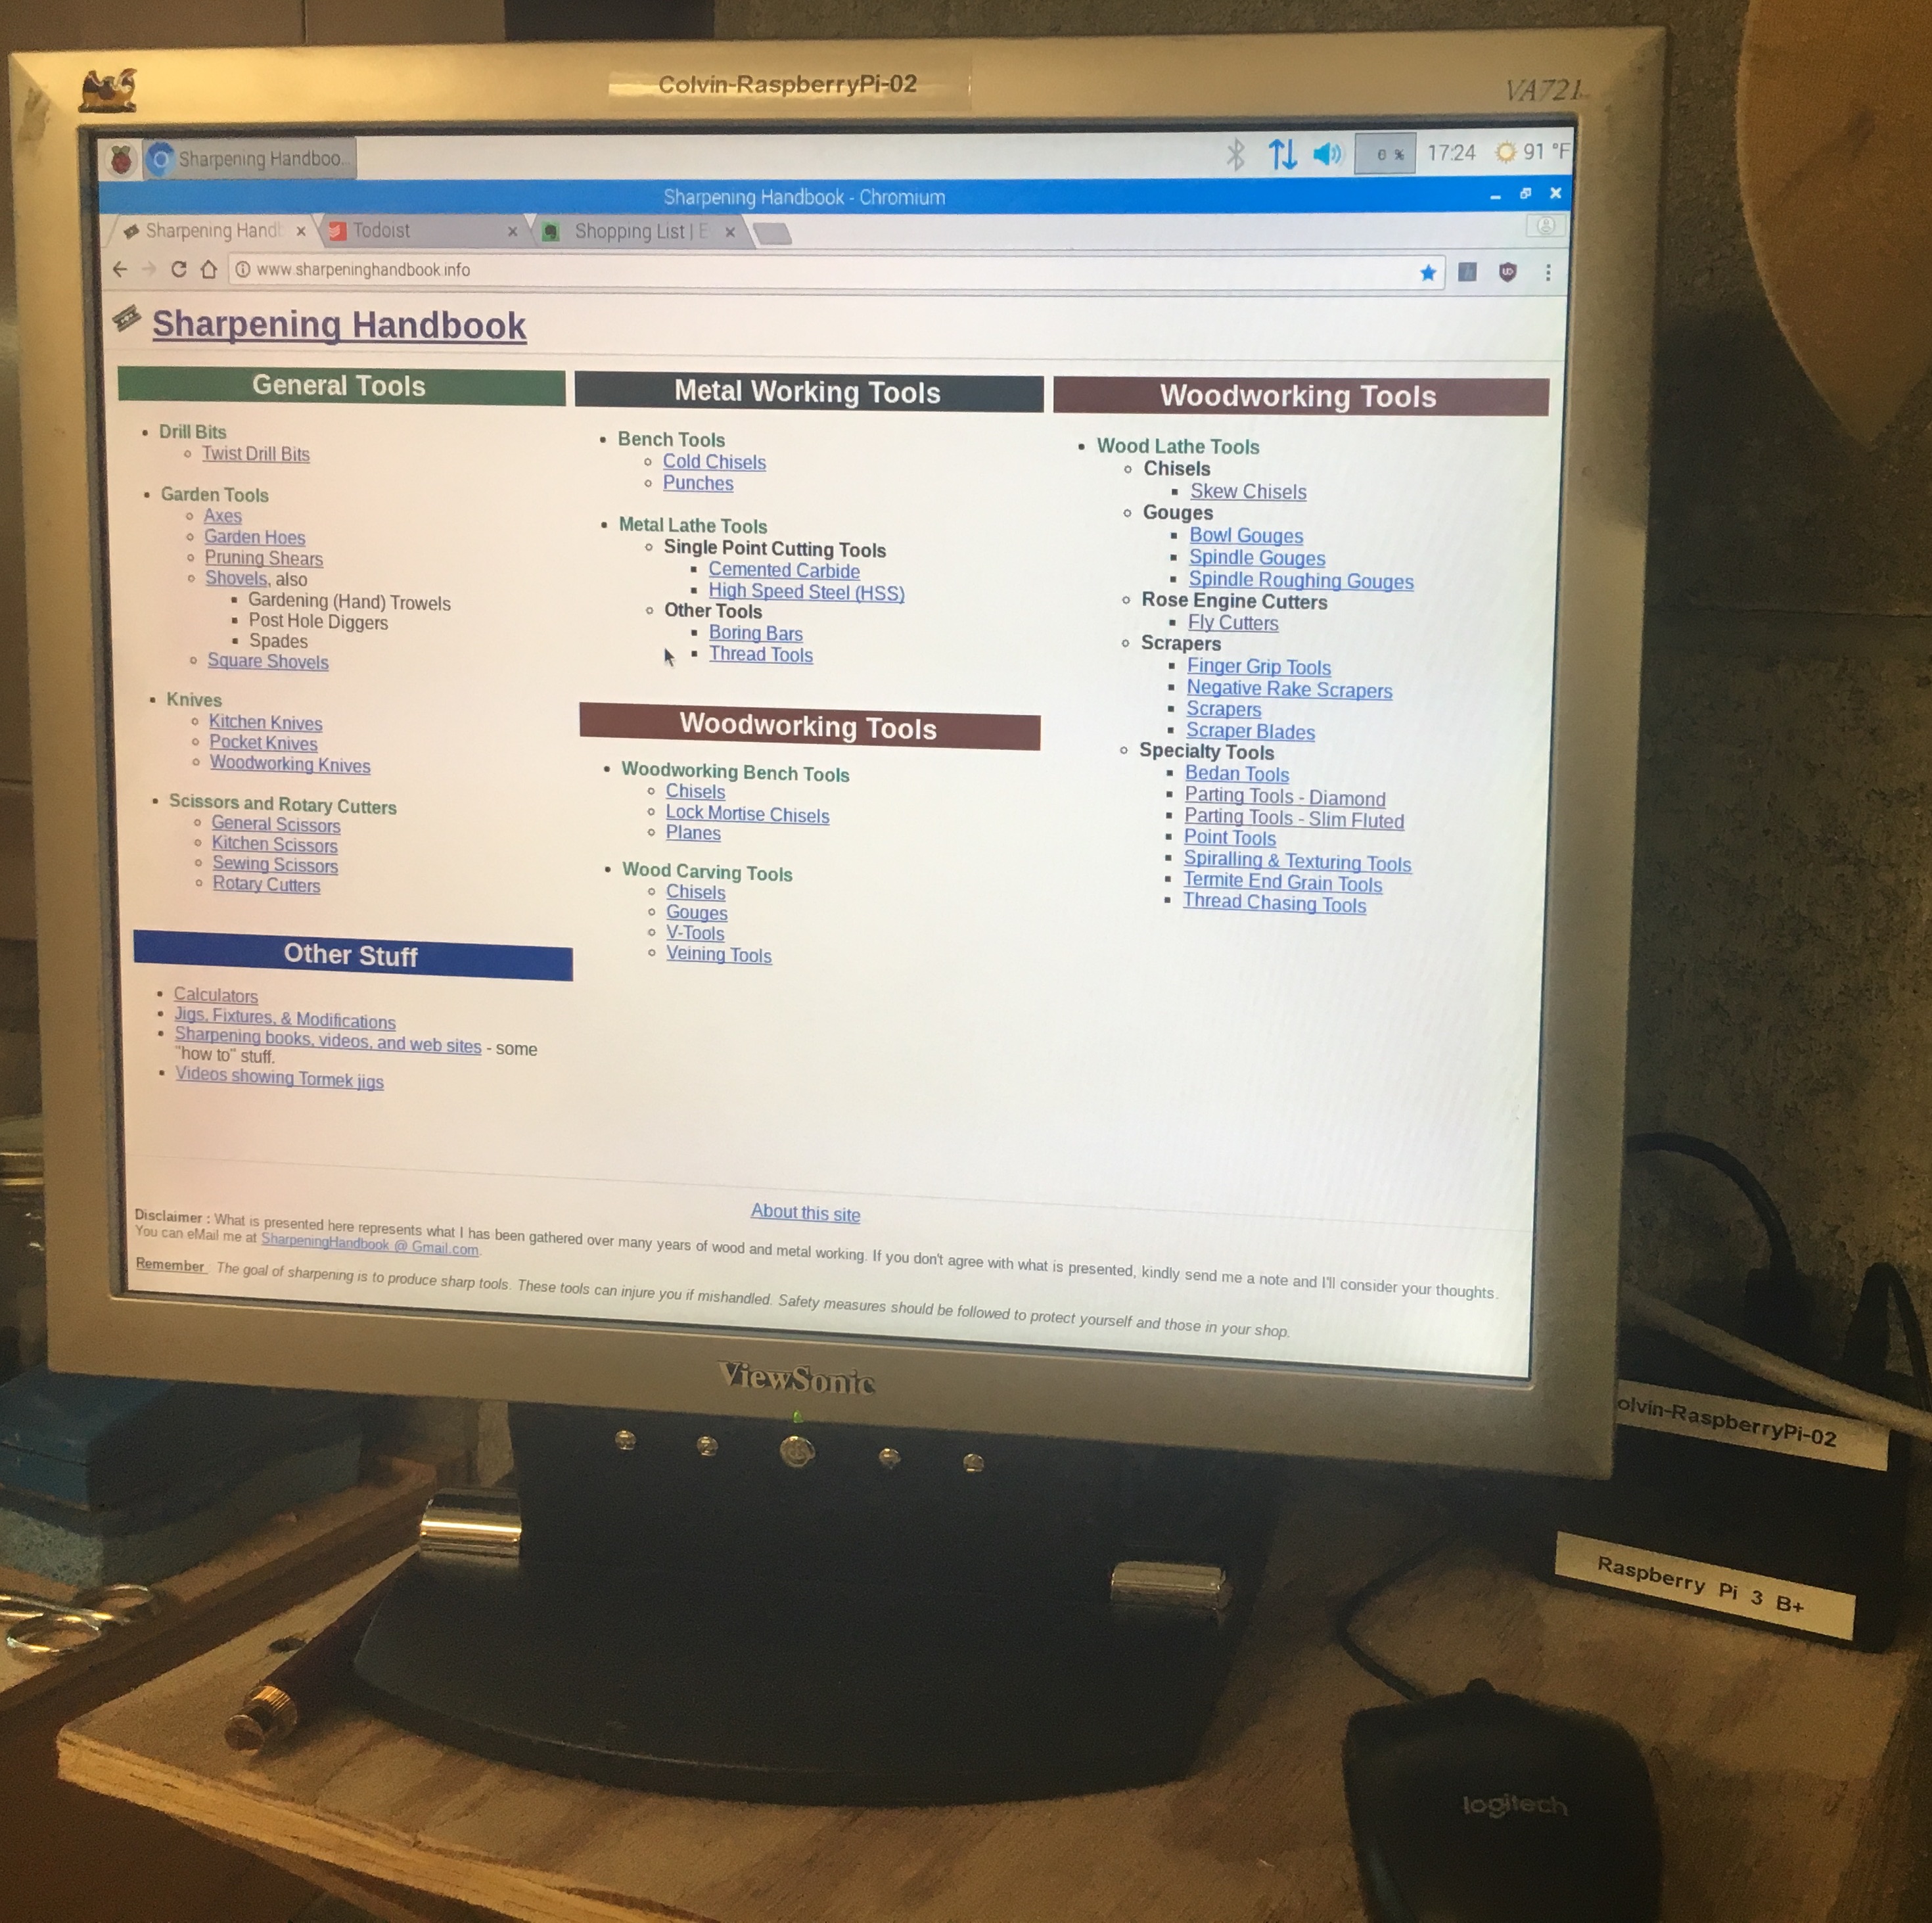 Colvin-RaspberryPi-02
VA721
Sharpening Handboo...
0 %
17:24
91 °F
Sharpening Handbook - Chromium
Sharpening Handb
Todoist
Shopping List | E
www.sharpeninghandbook.info
Sharpening Handbook
General Tools
Drill Bits
Twist Drill Bits
Garden Tools
Axes
Garden Hoes
Pruning Shears
Shovels, also
Gardening (Hand) Trowels
Post Hole Diggers
Spades
Square Shovels
Knives
Kitchen Knives
Pocket Knives
Woodworking Knives
Scissors and Rotary Cutters
General Scissors
Kitchen Scissors
Sewing Scissors
Rotary Cutters
Other Stuff
Calculators
Jigs, Fixtures, & Modifications
Sharpening books, videos, and web sites - some
"how to" stuff.
Videos showing Tormek jigs
Metal Working Tools
Bench Tools
Cold Chisels
Punches
Metal Lathe Tools
Single Point Cutting Tools
Cemented Carbide
High Speed Steel (HSS)
Other Tools
Boring Bars
Thread Tools
Woodworking Tools
Woodworking Bench Tools
Chisels
Lock Mortise Chisels
Planes
Wood Carving Tools
Chisels
Gouges
V-Tools
Veining Tools
Woodworking Tools
Wood Lathe Tools
Chisels
Skew Chisels
Gouges
Bowl Gouges
Spindle Gouges
Spindle Roughing Gouges
Rose Engine Cutters
Fly Cutters
Scrapers
Finger Grip Tools
Negative Rake Scrapers
Scrapers
Scraper Blades
Specialty Tools
Bedan Tools
Parting Tools - Diamond
Parting Tools - Slim Fluted
Point Tools
Spiralling & Texturing Tools
Termite End Grain Tools
Thread Chasing Tools
About this site
Disclaimer : What is presented here represents what I has been gathered over many years of wood and metal working. If you don't agree with what is presented, kindly send me a note and I'll consider your thoughts.
You can eMail me at SharpeningHandbook @ Gmail.com.
Remember The goal of sharpening is to produce sharp tools. These tools can injure you if mishandled. Safety measures should be followed to protect yourself and those in your shop.
ViewSonic
olvin-RaspberryPi-02
Raspberry Pi 3 B+
logitech